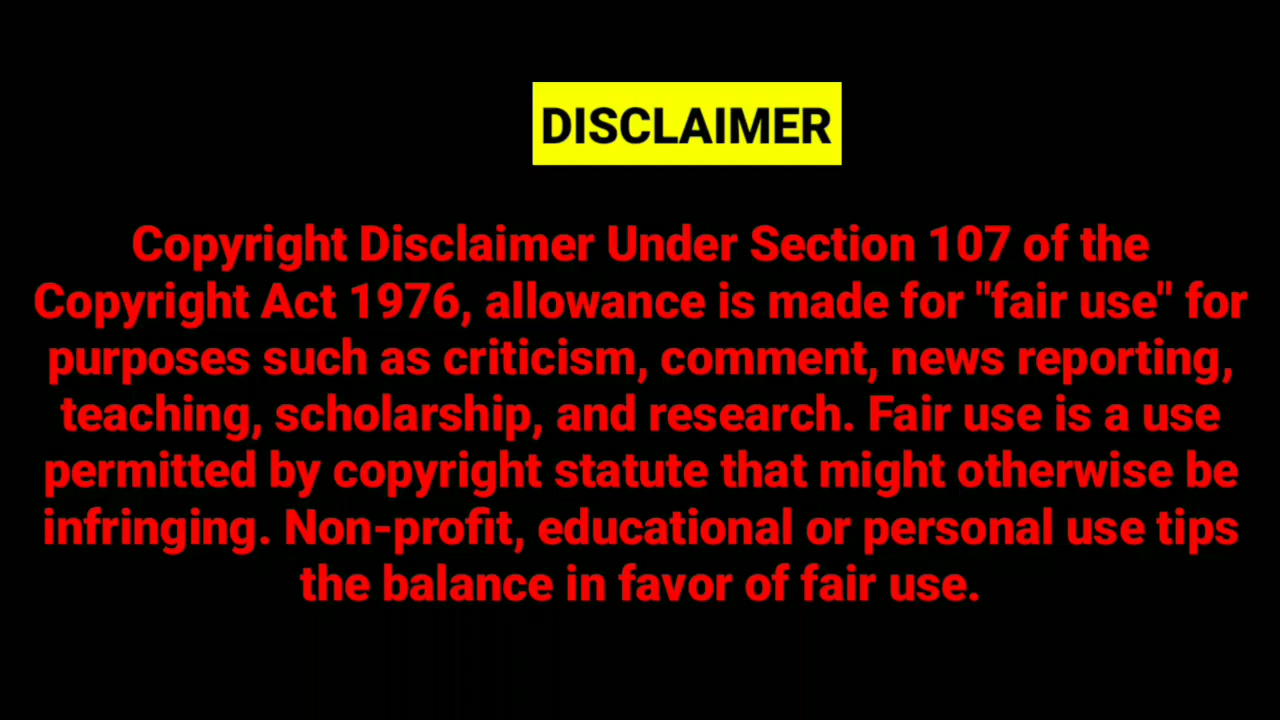 DISCLAIMER
Copyright Disclaimer Under Section 107 of the
Copyright Act 1976, allowance is made for "fair use" for
purposes such as criticism, comment, news reporting,
teaching, scholarship, and research. Fair use is a use
permitted by copyright statute that might otherwise be
infringing. Non-profit, educational or personal use tips
the balance in favor of fair use.